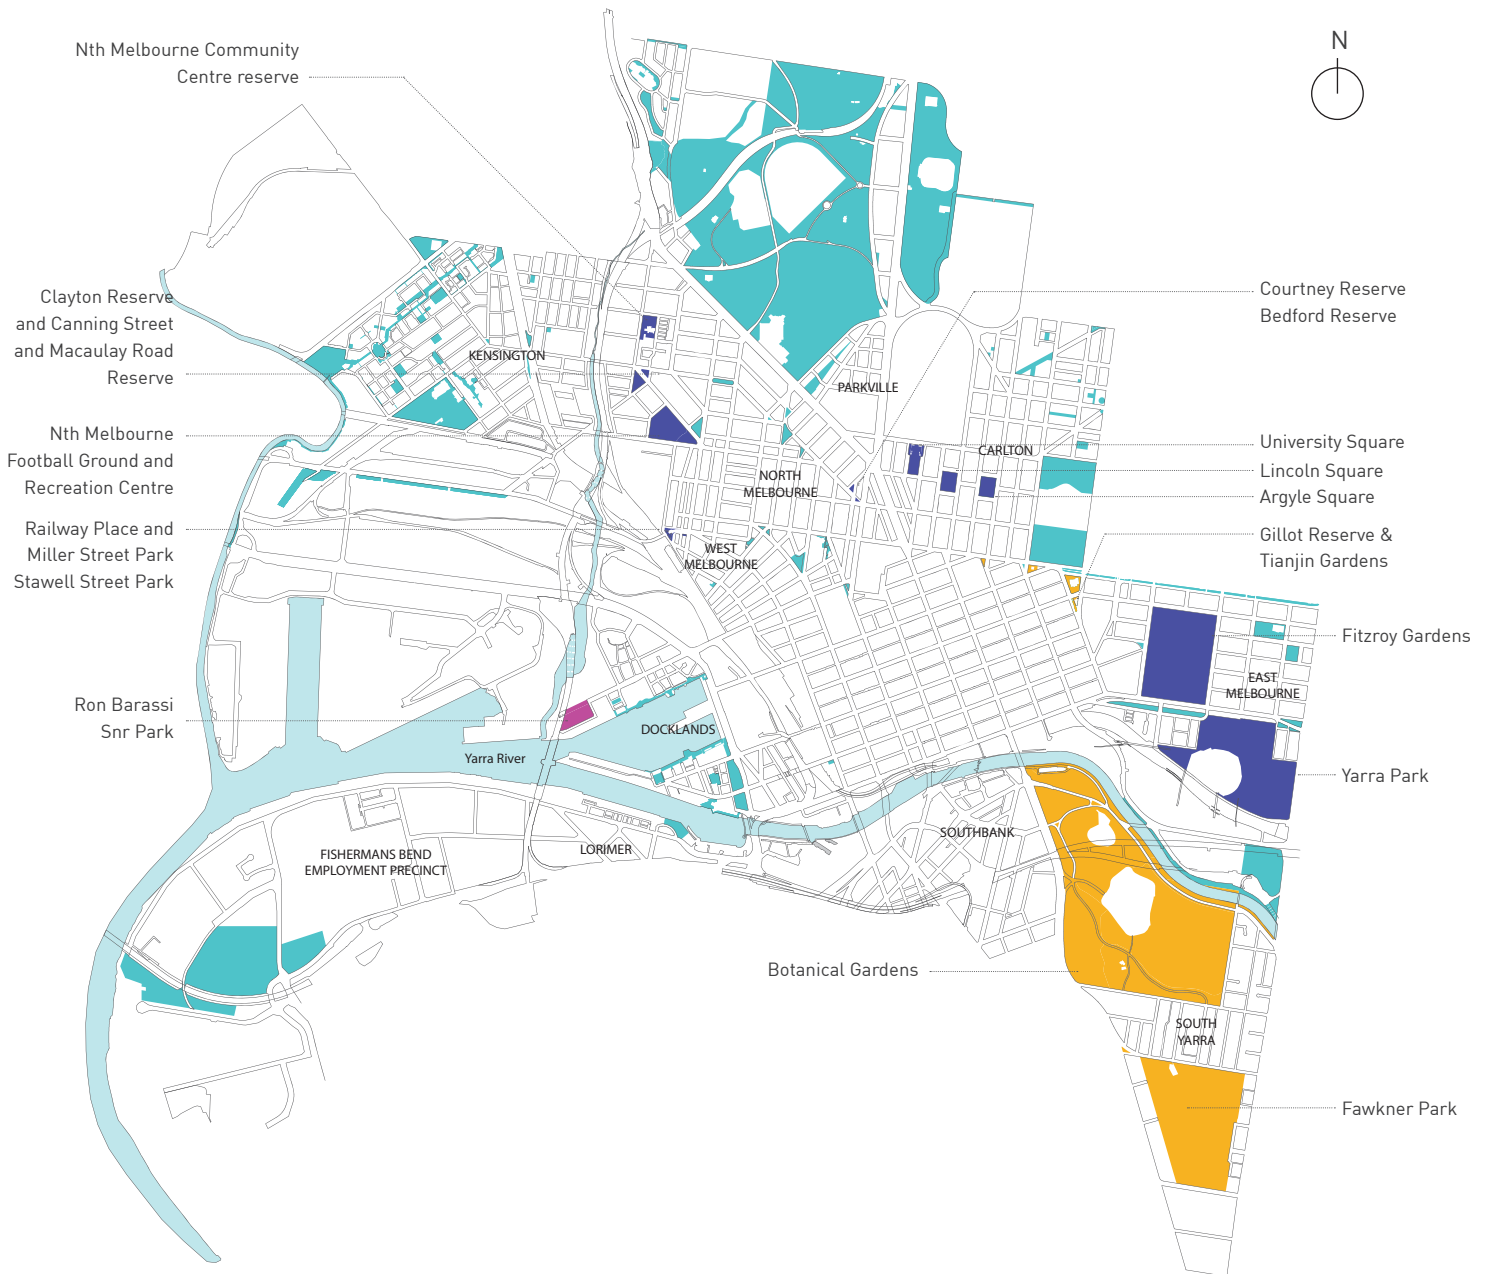 N
Nth Melbourne Community
Centre reserve
Clayton Reserve
and Canning Street
and Macaulay Road
Reserve
Nth Melbourne
Football Ground and
Recreation Centre
Railway Place and
Miller Street Park
Stawell Street Park
Ron Barassi
Snr Park
Courtney Reserve
Bedford Reserve
University Square
Lincoln Square
Argyle Square
Gillot Reserve &
Tianjin Gardens
Fitzroy Gardens
Yarra Park
Botanical Gardens
Fawkner Park
KENSINGTON
PARKVILLE
CARLTON
NORTH
MELBOURNE
WEST
MELBOURNE
EAST
MELBOURNE
DOCKLANDS
Yarra River
SOUTHBANK
LORIMER
FISHERMANS BEND
EMPLOYMENT PRECINCT
SOUTH
YARRA